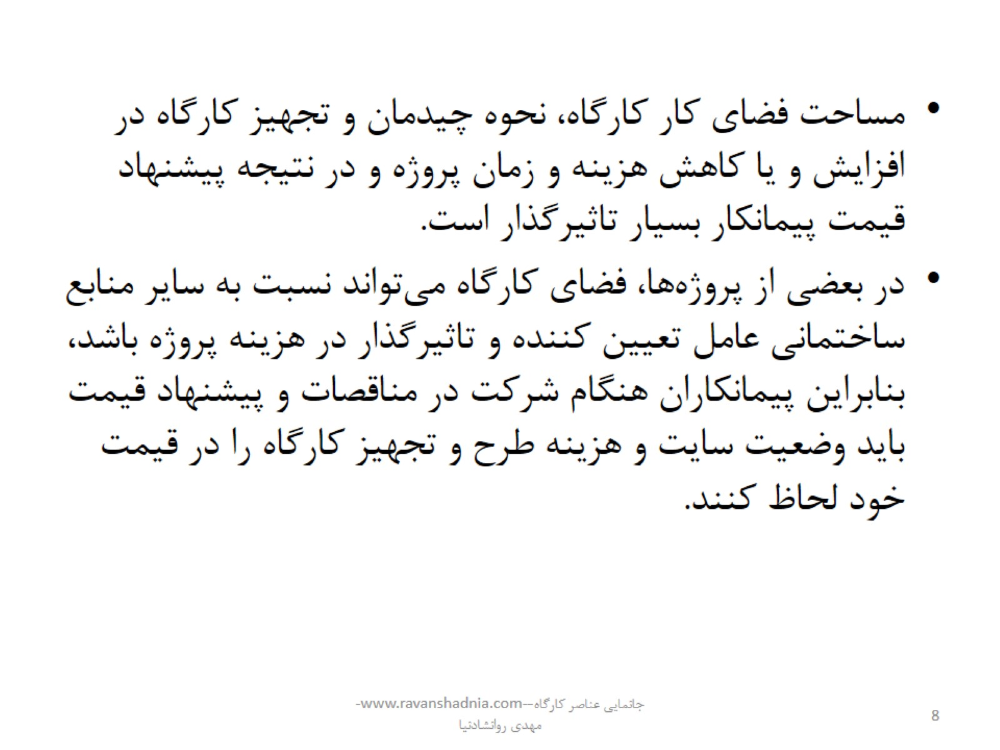 • مساحت فضای کار کارگاه، نحوه چیدمان و تجهیز کارگاه در
افزایش و یا کاهش هزینه و زمان پروژه و در نتیجه پیشنهاد
قیمت پیمانکار بسیار تاثیرگذار است.
• در بعضی از پروژه‌ها، فضای کارگاه می‌تواند نسبت به سایر منابع
ساختمانی عامل تعیین کننده و تاثیرگذار در هزینه پروژه باشد،
بنابراین پیمانکاران هنگام شرکت در مناقصات و پیشنهاد قیمت
باید وضعیت سایت و هزینه طرح و تجهیز کارگاه را در قیمت
خود لحاظ کنند.
جانمایی عناصر کارگاه--www.ravanshadnia.com-
مهدی روانشادنیا
8